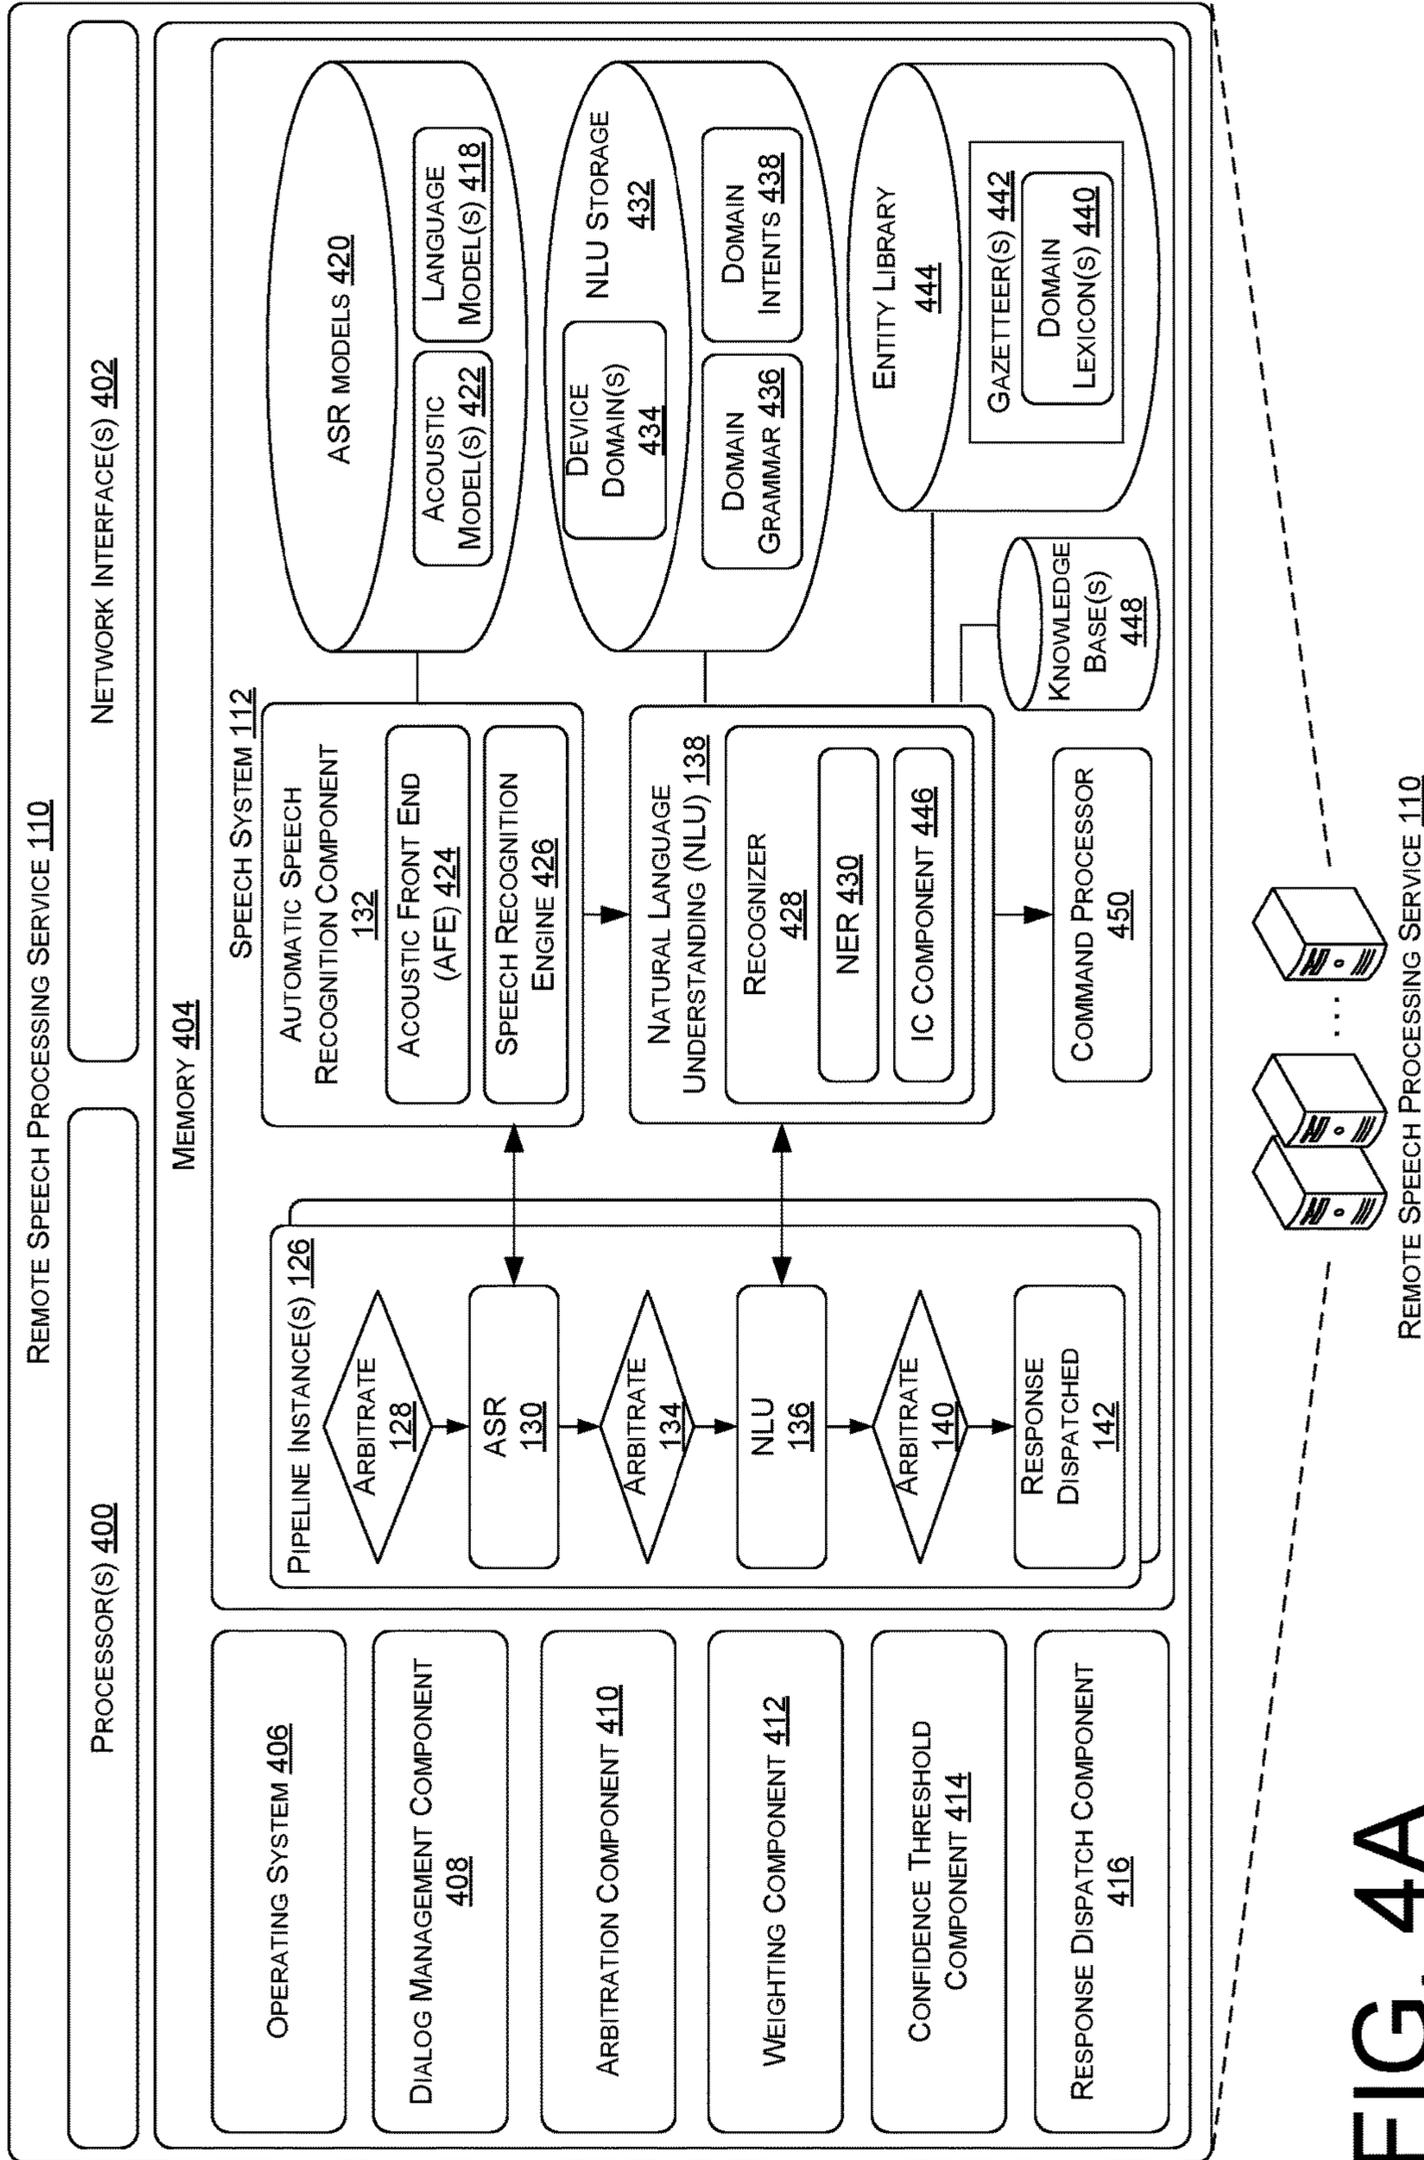 REMOTE SPEECH PROCESSING SERVICE 110
PROCESSOR(S) 400
NETWORK INTERFACE(S) 402
MEMORY 404
OPERATING SYSTEM 406
DIALOG MANAGEMENT COMPONENT
408
ARBITRATION COMPONENT 410
WEIGHTING COMPONENT 412
CONFIDENCE THRESHOLD
COMPONENT 414
RESPONSE DISPATCH COMPONENT
416
SPEECH SYSTEM 112
PIPELINE INSTANCE(S) 126
ARBITRATE
128
ASR
130
ARBITRATE
134
NLU
136
ARBITRATE
140
RESPONSE
DISPATCHED
142
AUTOMATIC SPEECH
RECOGNITION COMPONENT
132
ACOUSTIC FRONT END
(AFE) 424
SPEECH RECOGNITION
ENGINE 426
NATURAL LANGUAGE
UNDERSTANDING (NLU) 138
RECOGNIZER
428
NER 430
IC COMPONENT 446
COMMAND PROCESSOR
450
ASR MODELS 420
ACOUSTIC
MODEL(S) 422
LANGUAGE
MODEL(S) 418
NLU STORAGE
432
DEVICE
DOMAIN(S)
434
DOMAIN
GRAMMAR 436
DOMAIN
INTENTS 438
ENTITY LIBRARY
444
GAZETTEER(S) 442
DOMAIN
LEXICON(S) 440
KNOWLEDGE
BASE(S)
448
...
REMOTE SPEECH PROCESSING SERVICE 110
FIG. 4A